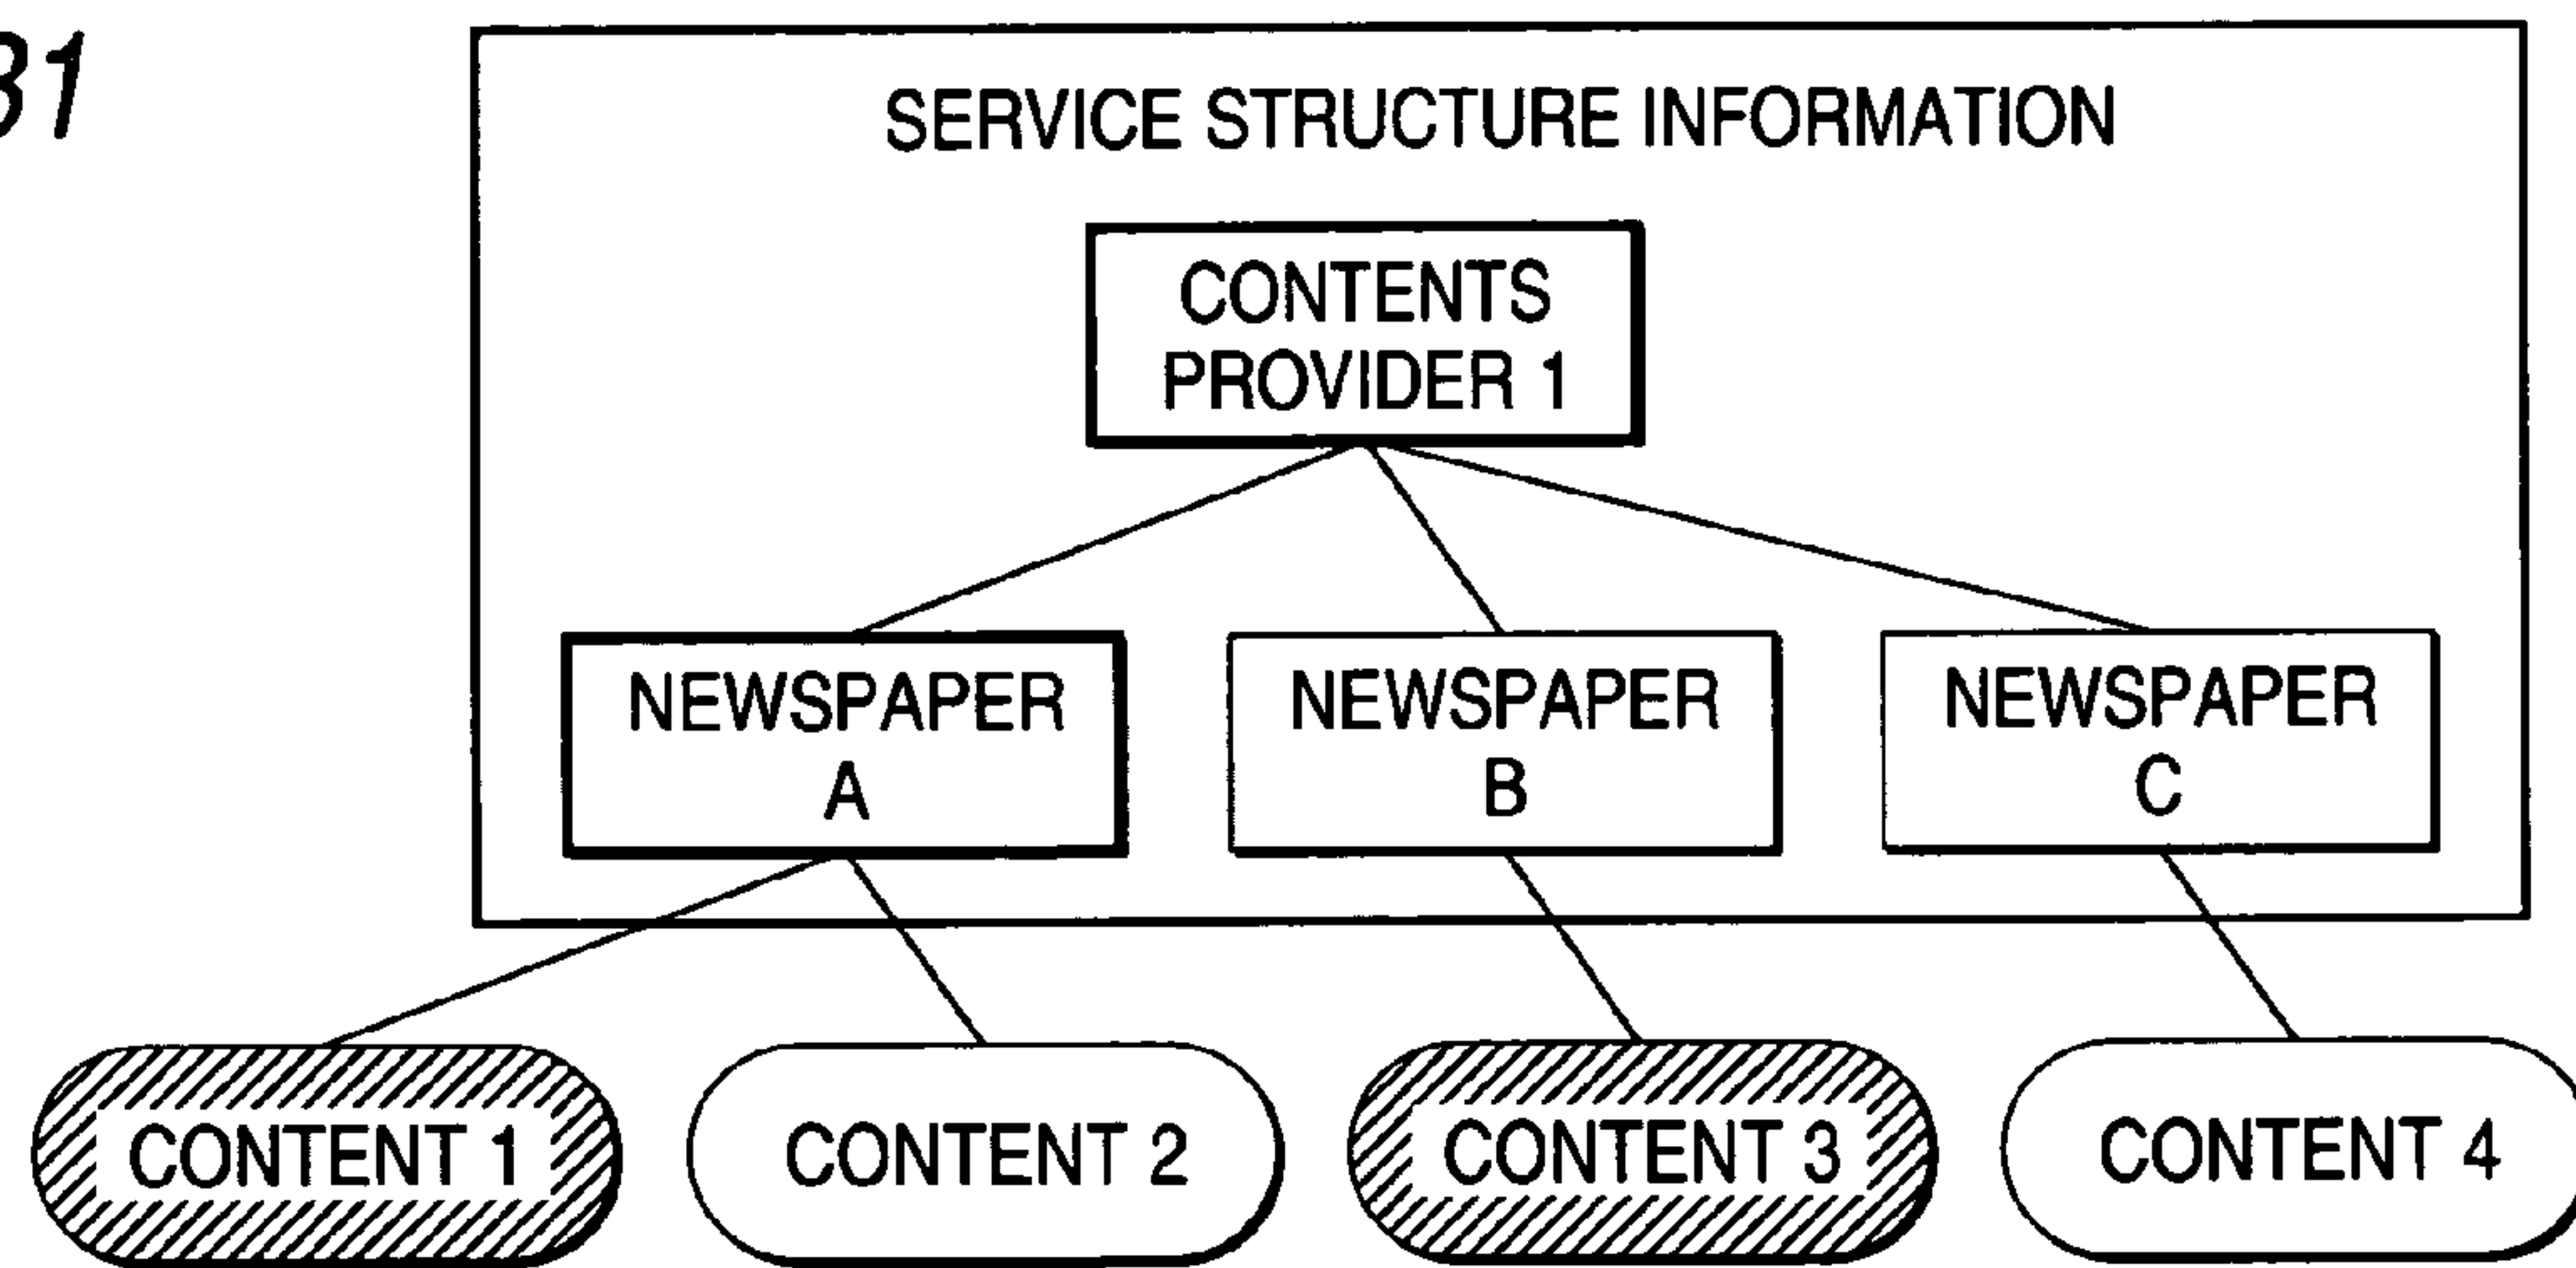 31
SERVICE STRUCTURE INFORMATION
CONTENTS
PROVIDER 1
NEWSPAPER
A
NEWSPAPER
B
NEWSPAPER
C
CONTENT 1
CONTENT 2
CONTENT 3
CONTENT 4